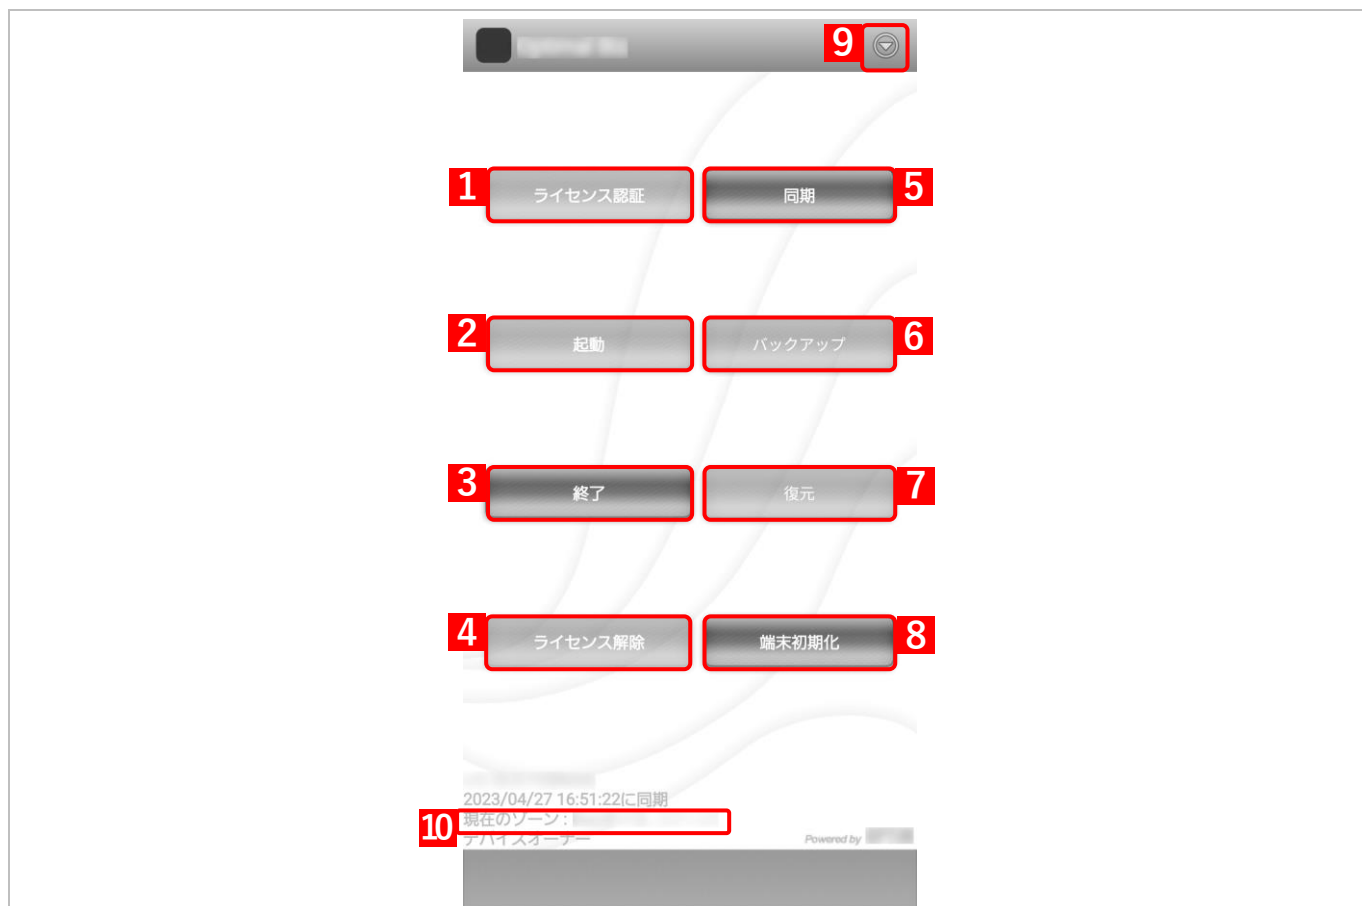 9
1
ライセンス認証
同期
5
2
起動
バックアップ
6
3
終了
復元
7
4
ライセンス解除
端末初期化
8
2023/04/27 16:51:22に同期
10
現在のゾーン :
デバイスオーナー
Powered by